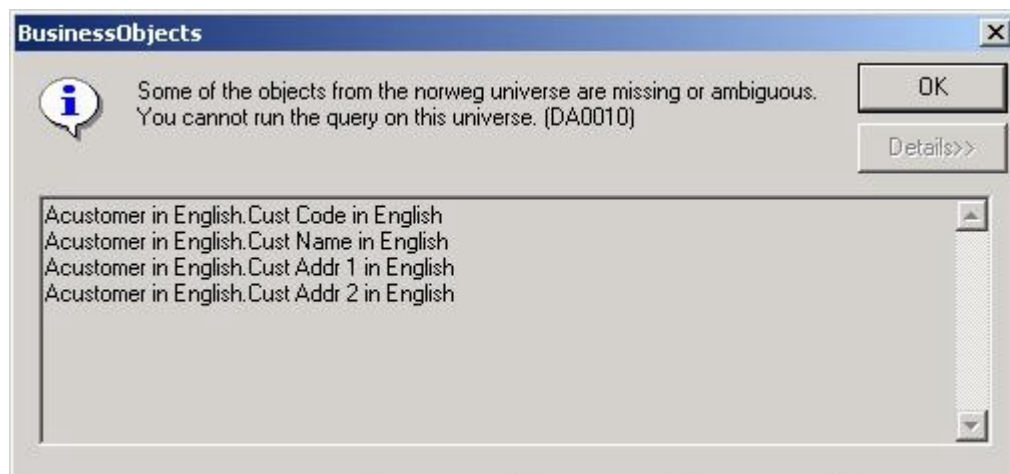 BusinessObjects
Some of the objects from the norweg universe are missing or ambiguous.
You cannot run the query on this universe. (DA0010)
OK
Details>>
Acustomer in English.Cust Code in English
Acustomer in English.Cust Name in English
Acustomer in English.Cust Addr 1 in English
Acustomer in English.Cust Addr 2 in English